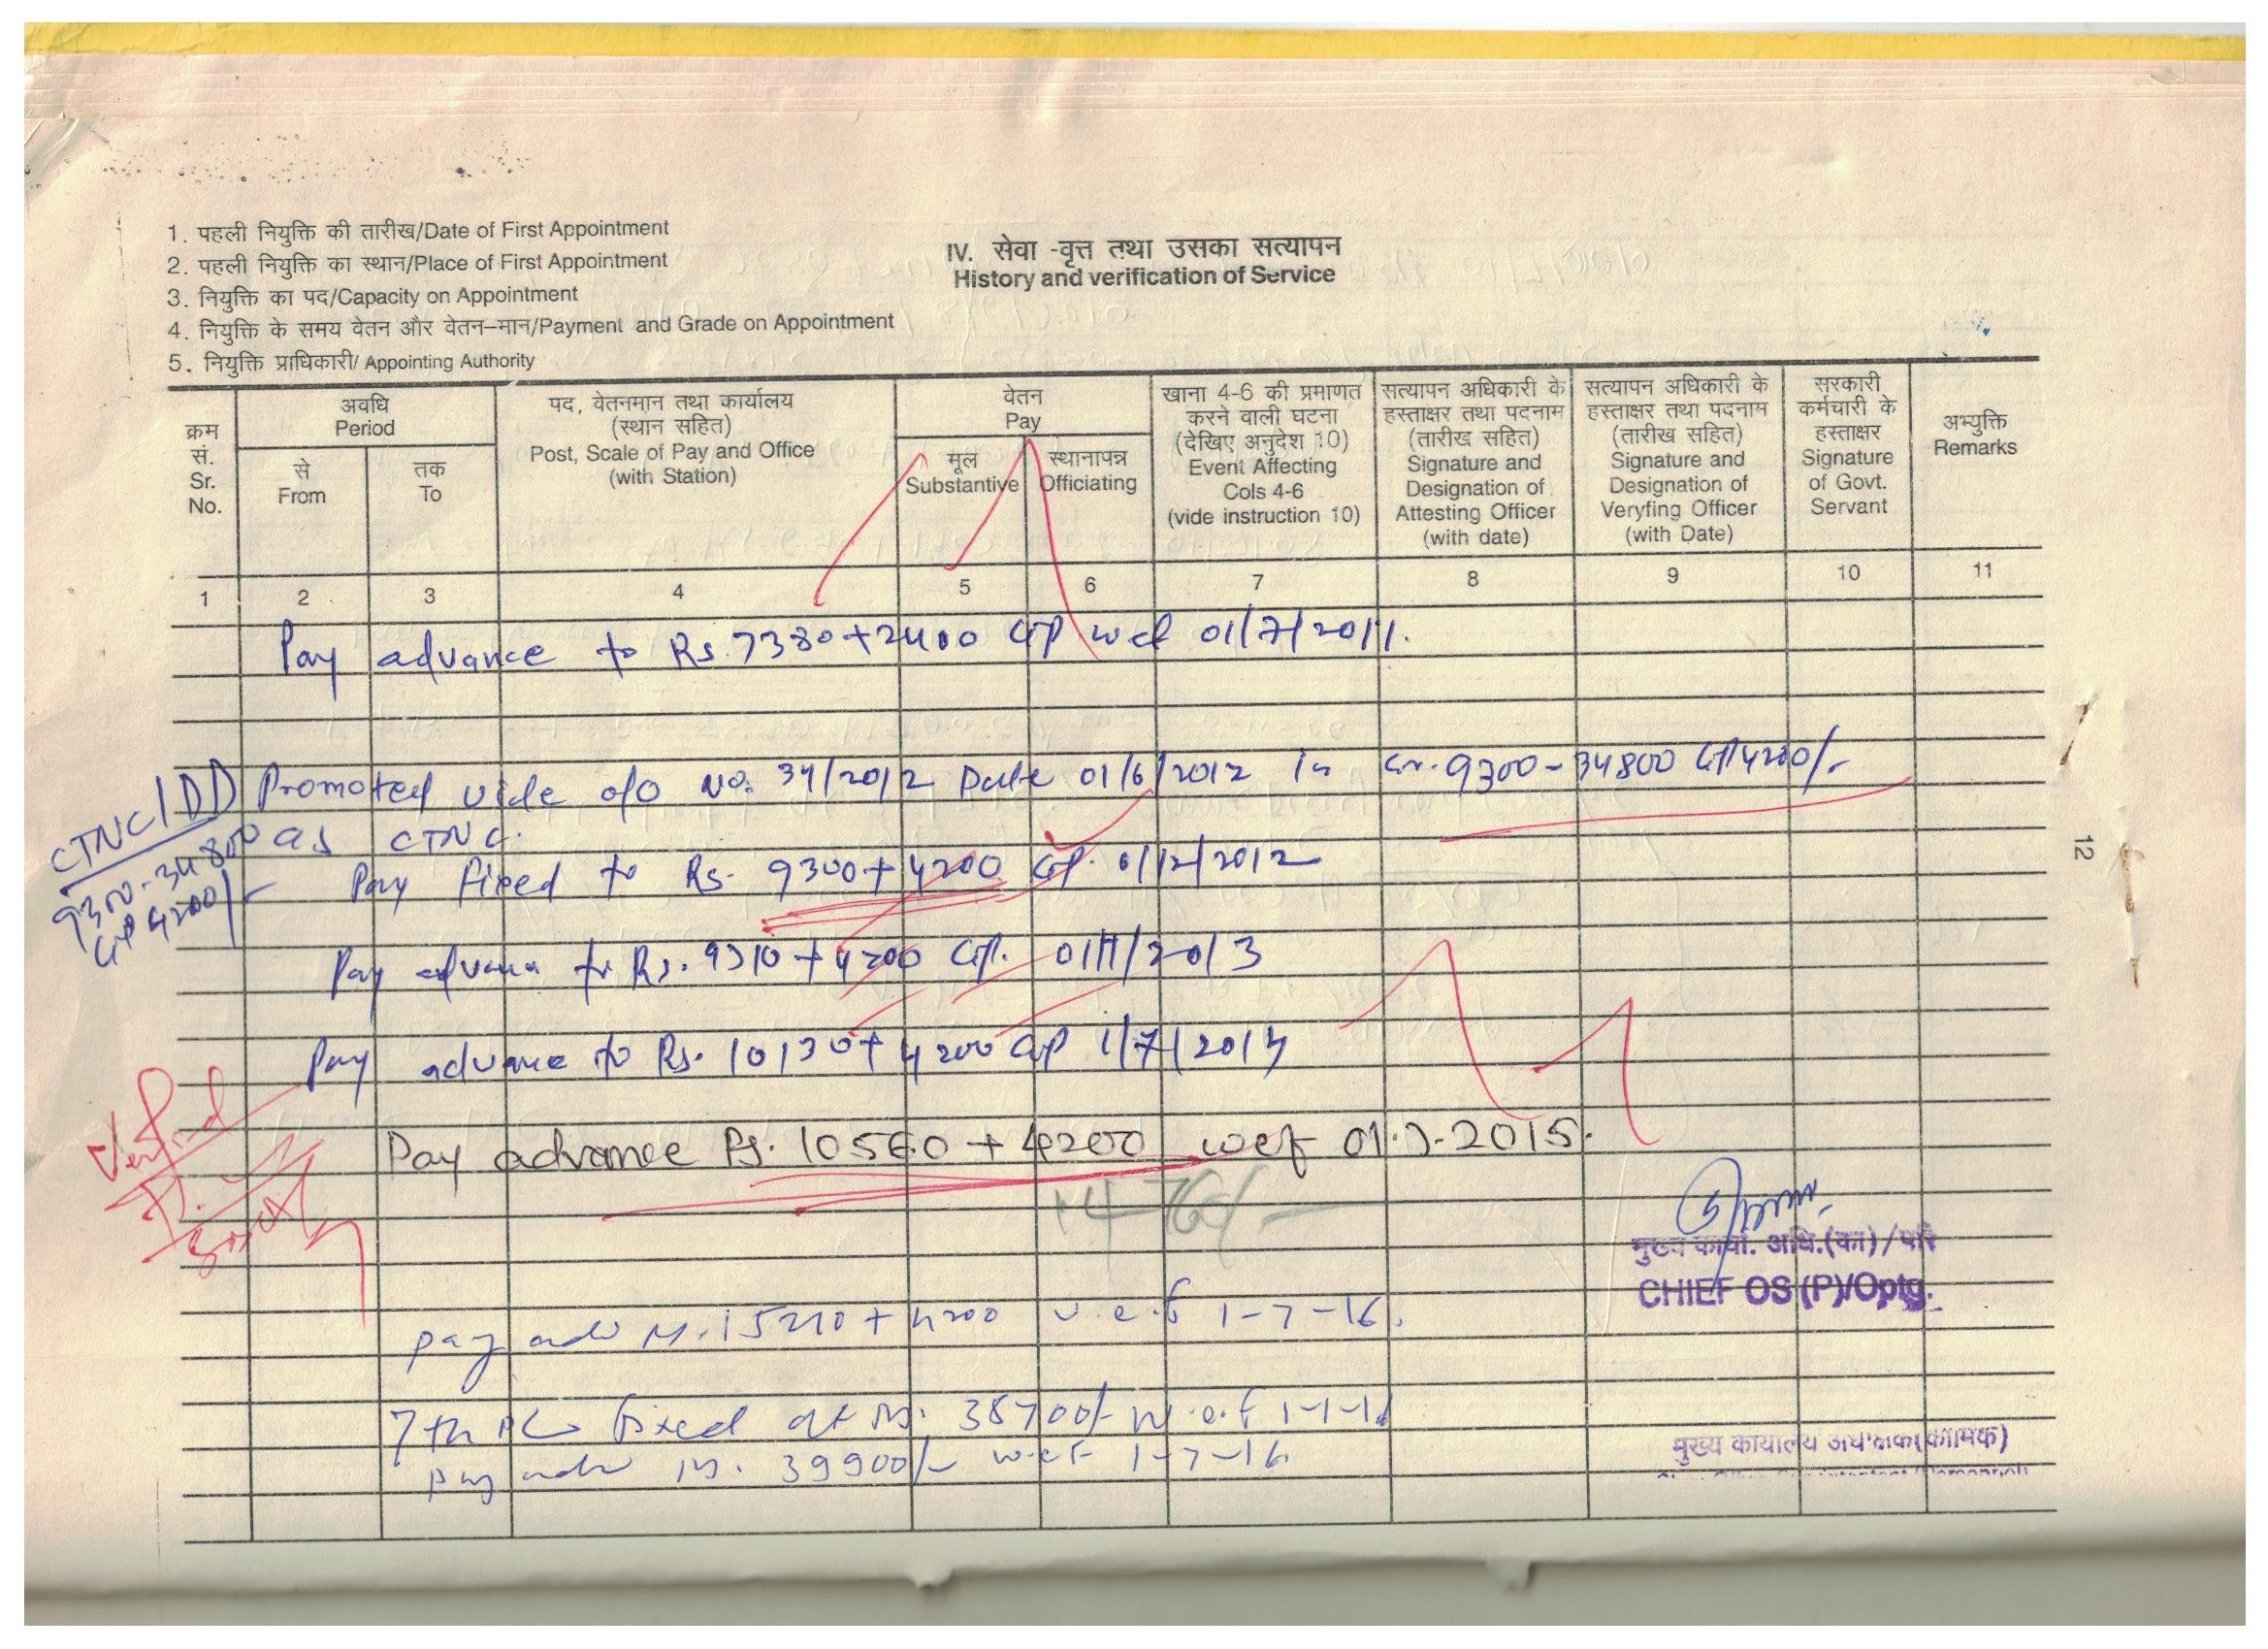 1. पहली नियुक्ति की तारीख/Date of First Appointment
2. पहली नियुक्ति का स्थान/Place of First Appointment
3. नियुक्ति का पद/Capacity on Appointment
4. नियुक्ति के समय वेतन और वेतन–मान/Payment and Grade on Appointment
5. नियुक्ति प्राधिकारी/ Appointing Authority
IV. सेवा -वृत्त तथा उसका सत्यापन
History and verification of Service
क्रम सं. Sr. No.
अवधि Period
से From
तक To
पद, वेतनमान तथा कार्यालय (स्थान सहित) Post, Scale of Pay and Office (with Station)
वेतन Pay
मूल Substantive
स्थानापन्न Officiating
खाना 4-6 की प्रमाणत करने वाली घटना (देखिए अनुदेश 10) Event Affecting Cols 4-6 (vide instruction 10)
सत्यापन अधिकारी के हस्ताक्षर तथा पदनाम (तारीख सहित) Signature and Designation of Attesting Officer (with date)
सत्यापन अधिकारी के हस्ताक्षर तथा पदनाम (तारीख सहित) Signature and Designation of Veryfing Officer (with Date)
सरकारी कर्मचारी के हस्ताक्षर Signature of Govt. Servant
अभ्युक्ति Remarks
1 2 3 4 5 6 7 8 9 10 11
Pay advance to Rs. 7380+2400 GP wef 01/7/2011.
Promoted vide o/o No. 34/2012 Date 01/6/2012 in Gr. 9300-34800 GP 4200/-
as CTNC.
CTNC/DD
9300-34800
GP 4200/-
Pay fixed to Rs. 9300+4200 GP. 01/2/2012
Pay advance to Rs. 9710+4200 GP. 01/7/2013
Pay advance to Rs. 10130+4200 GP 1/7/2014
Verified
Pay advance Rs. 10560+4200 wef 01.7.2015.
मुख्य कार्या. अधि.(का)/परि
CHIEF OS (P)/Optg.
pay adv Rs. 15210+4200 w.e.f 1-7-16.
7th PC fixed at Rs. 38700/- w.e.f 1-1-16
pay adv Rs. 39900/- w.e.f 1-7-16
मुख्य कार्यालय अधीक्षक(कार्मिक)
12